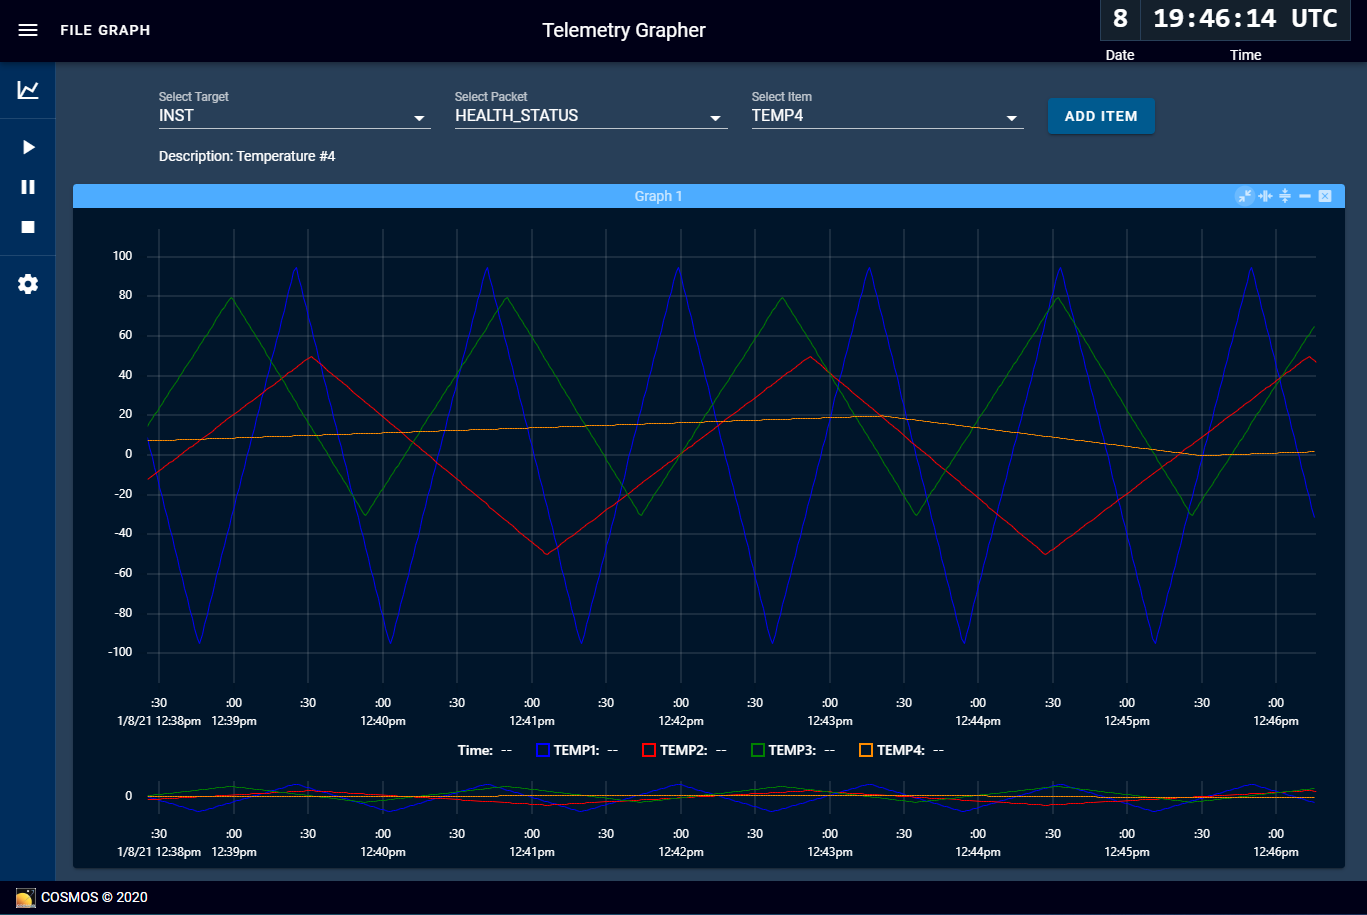 FILE GRAPH
Telemetry Grapher
8 19:46:14 UTC
Date Time
Select Target Select Packet Select Item
INST HEALTH_STATUS TEMP4
ADD ITEM
Description: Temperature #4
Graph 1
100
80
60
40
20
0
-20
-40
-60
-80
-100
:30 :00 :30 :00 :30 :00 :30 :00 :30 :00 :30 :00 :30 :00 :30 :00
1/8/21 12:38pm 12:39pm 12:40pm 12:41pm 12:42pm 12:43pm 12:44pm 12:45pm 12:46pm
Time: -- TEMP1: -- TEMP2: -- TEMP3: -- TEMP4: --
0
:30 :00 :30 :00 :30 :00 :30 :00 :30 :00 :30 :00 :30 :00 :30 :00
1/8/21 12:38pm 12:39pm 12:40pm 12:41pm 12:42pm 12:43pm 12:44pm 12:45pm 12:46pm
COSMOS © 2020